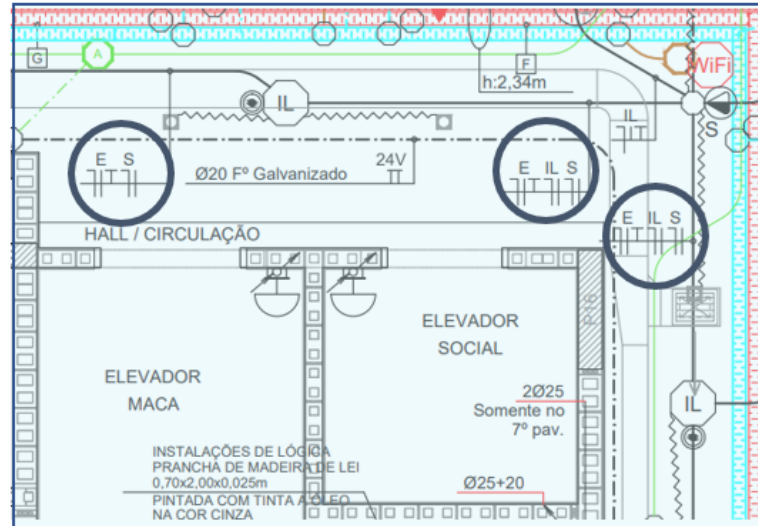 G
A
IL
F
WiFi
h:2,34m
S
IL
E S
Ø20 Fº Galvanizado
24V
E IL S
E IL S
HALL / CIRCULAÇÃO
P16
ELEVADOR
SOCIAL
ELEVADOR
MACA
2Ø25
Somente no
7º pav.
IL
INSTALAÇÕES DE LÓGICA
PRANCHA DE MADEIRA DE LEI
0,70x2,00x0,025m
PINTADA COM TINTA A ÓLEO
NA COR CINZA
Ø25+20